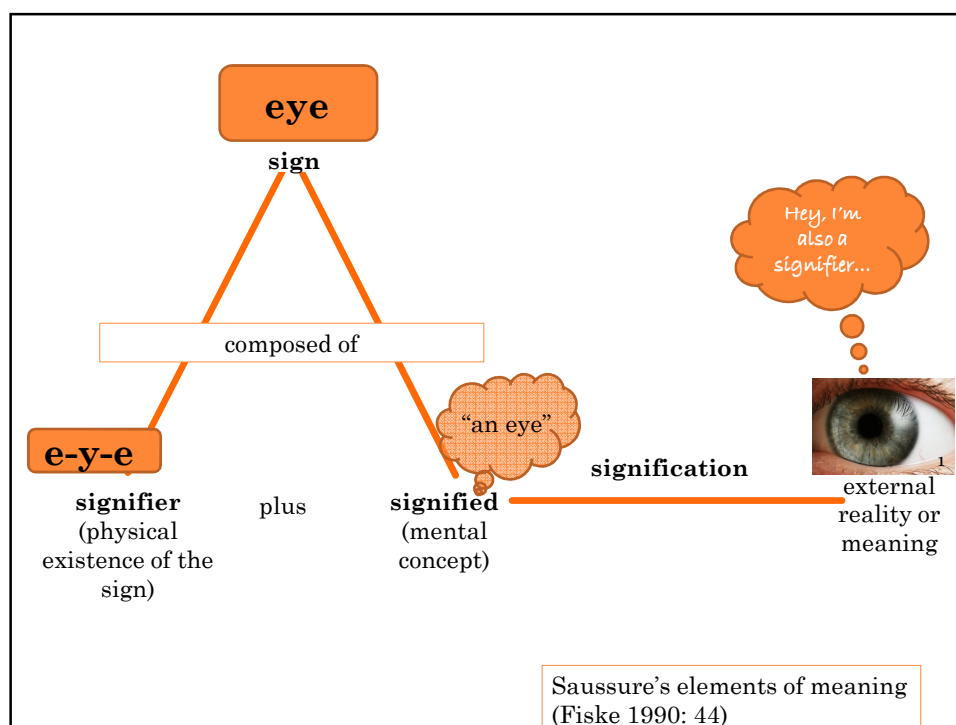 eye
sign
Hey, I'm
also a
signifier...
composed of
"an eye"
e-y-e
signification
1
signifier
(physical
existence of the
sign)
plus
signified
(mental
concept)
external
reality or
meaning
Saussure's elements of meaning
(Fiske 1990: 44)